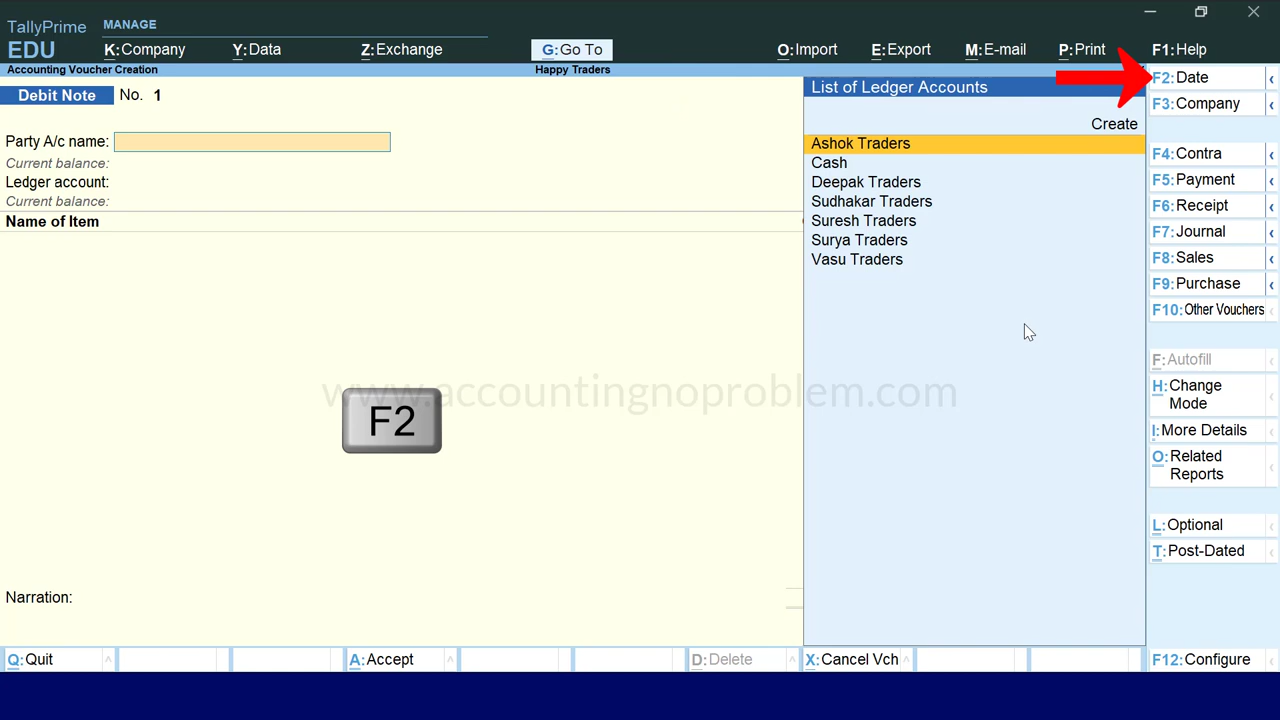 TallyPrime
EDU
MANAGE
K:Company
Y:Data
Z:Exchange
G:Go To
O:Import
E:Export
M:E-mail
P:Print
F1:Help
Accounting Voucher Creation
Happy Traders
Debit Note
No. 1
Party A/c name:
Current balance:
Ledger account:
Current balance:
Name of Item
List of Ledger Accounts
Create
Ashok Traders
Cash
Deepak Traders
Sudhakar Traders
Suresh Traders
Surya Traders
Vasu Traders
www.accountingnoproblem.com
F2
Narration:
F2:Date
F3:Company
F4:Contra
F5:Payment
F6:Receipt
F7:Journal
F8:Sales
F9:Purchase
F10:Other Vouchers
F:Autofill
H:Change
Mode
I:More Details
O:Related
Reports
L:Optional
T:Post-Dated
Q:Quit
A:Accept
D:Delete
X:Cancel Vch
F12:Configure